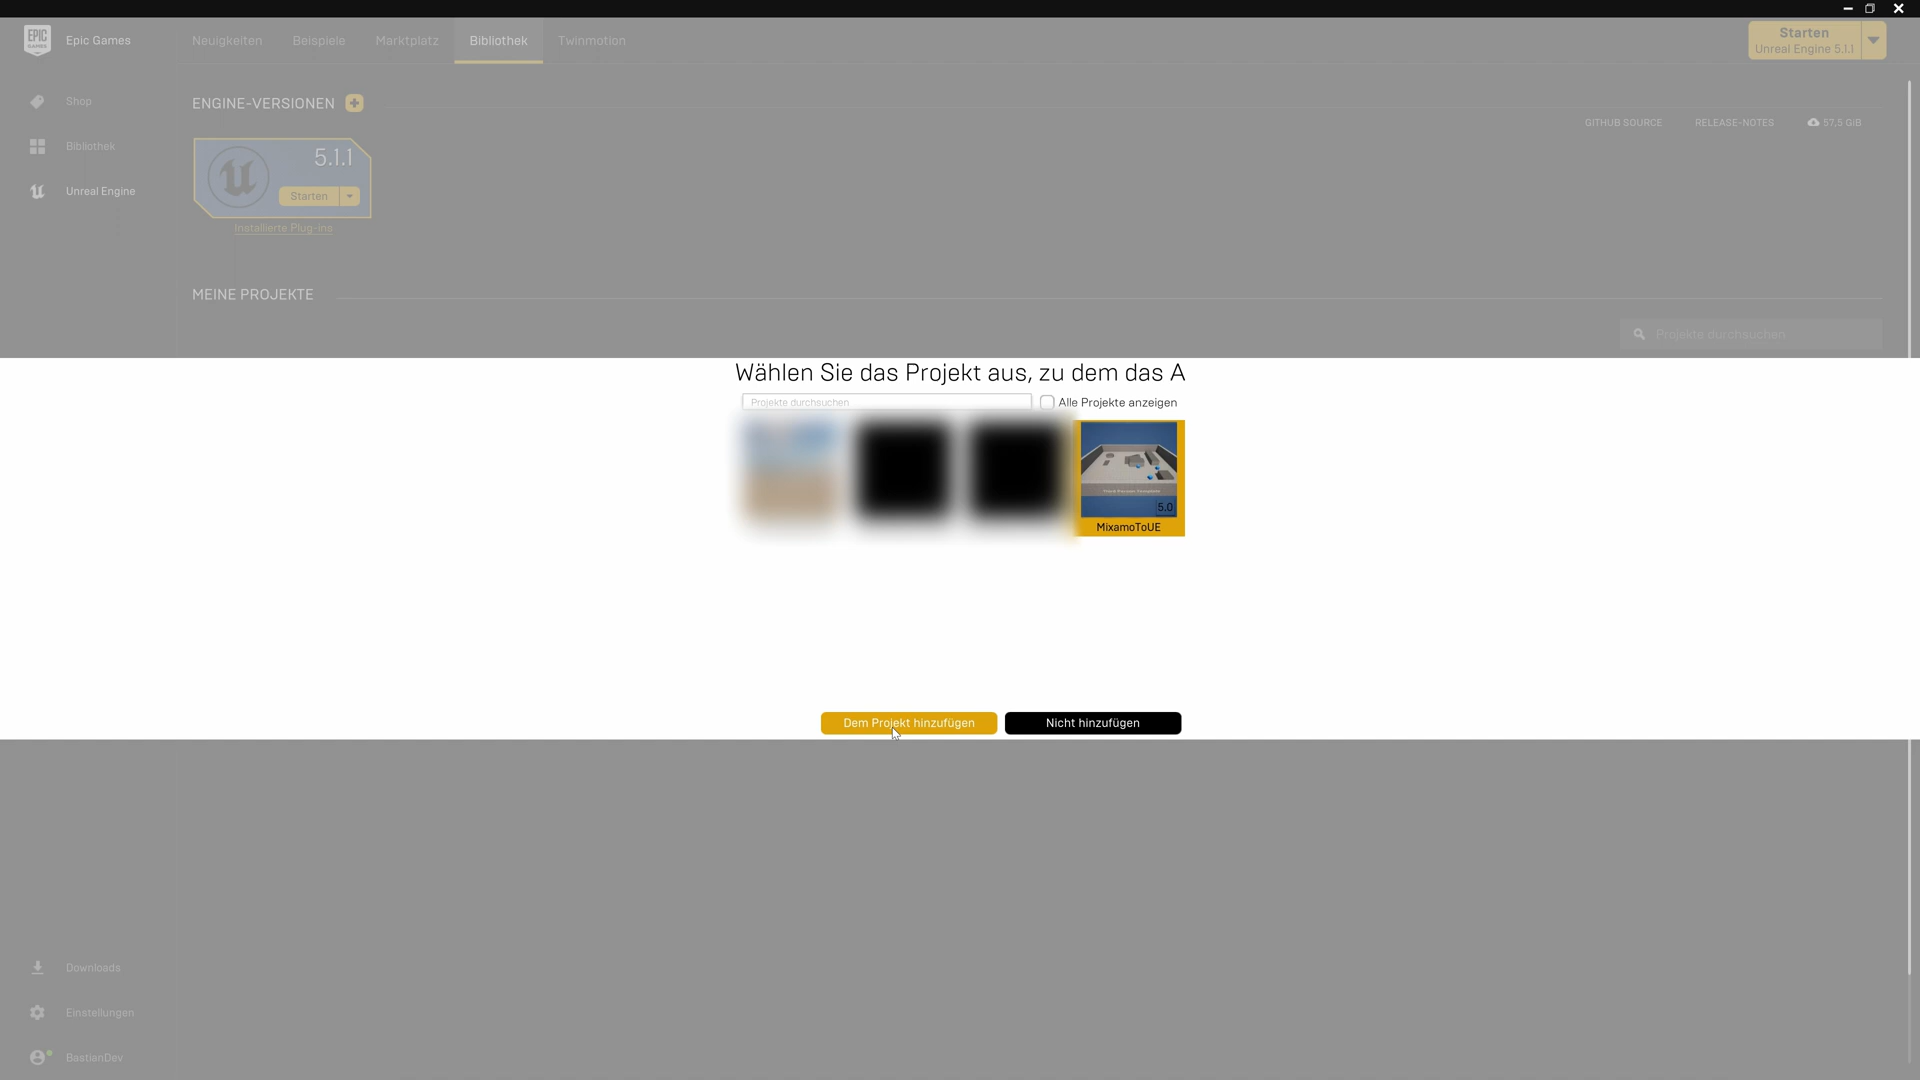 EPIC GAMES
Epic Games
Neuigkeiten
Beispiele
Marktplatz
Bibliothek
Twinmotion
Starten
Unreal Engine 5.1.1
Shop
Bibliothek
Unreal Engine
ENGINE-VERSIONEN
GITHUB SOURCE
RELEASE-NOTES
57,5 GiB
5.1.1
Starten
Installierte Plug-ins
MEINE PROJEKTE
Projekte durchsuchen
Wählen Sie das Projekt aus, zu dem das A
Projekte durchsuchen
Alle Projekte anzeigen
5.0
MixamoToUE
Dem Projekt hinzufügen
Nicht hinzufügen
Downloads
Einstellungen
BastianDev